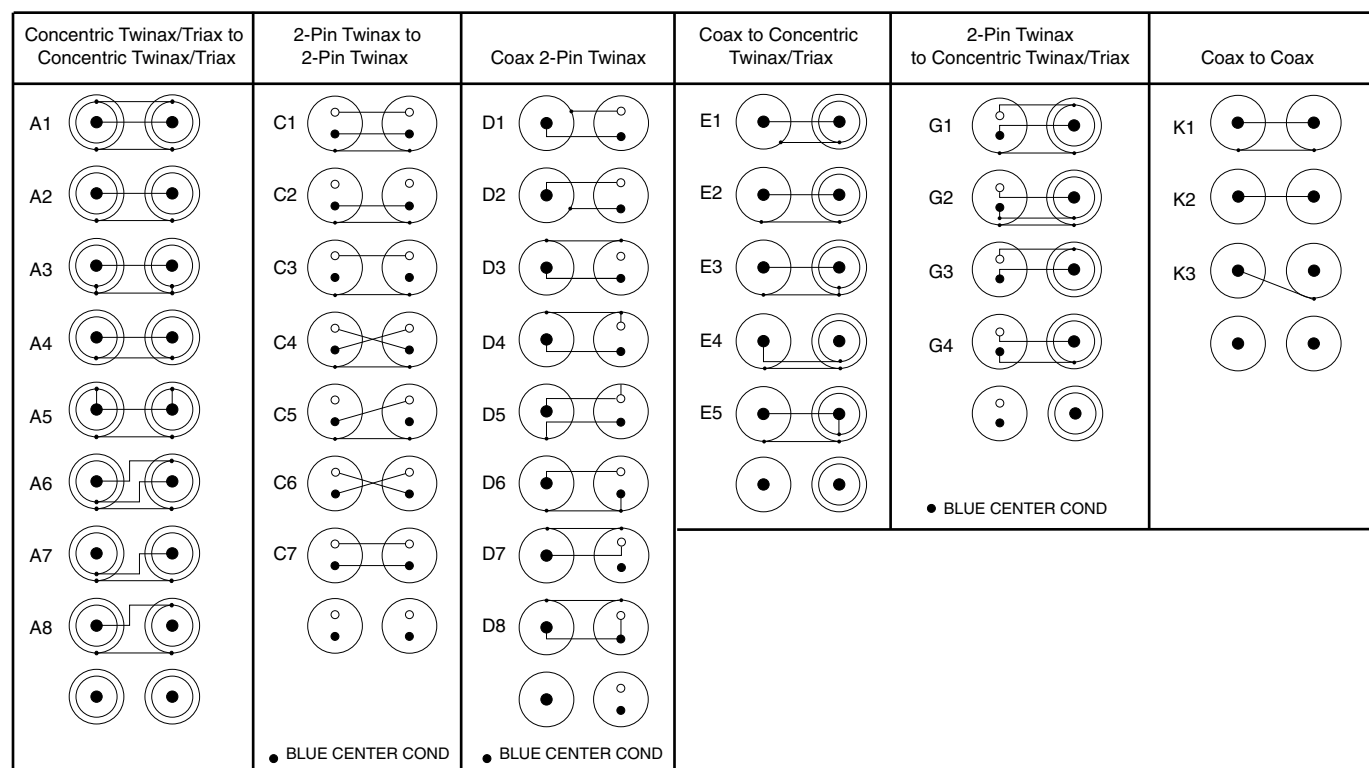 Concentric Twinax/Triax to
Concentric Twinax/Triax
2-Pin Twinax to
2-Pin Twinax
Coax 2-Pin Twinax
Coax to Concentric
Twinax/Triax
2-Pin Twinax
to Concentric Twinax/Triax
Coax to Coax
A1
A2
A3
A4
A5
A6
A7
A8
C1
C2
C3
C4
C5
C6
C7
BLUE CENTER COND
D1
D2
D3
D4
D5
D6
D7
D8
BLUE CENTER COND
E1
E2
E3
E4
E5
G1
G2
G3
G4
BLUE CENTER COND
K1
K2
K3